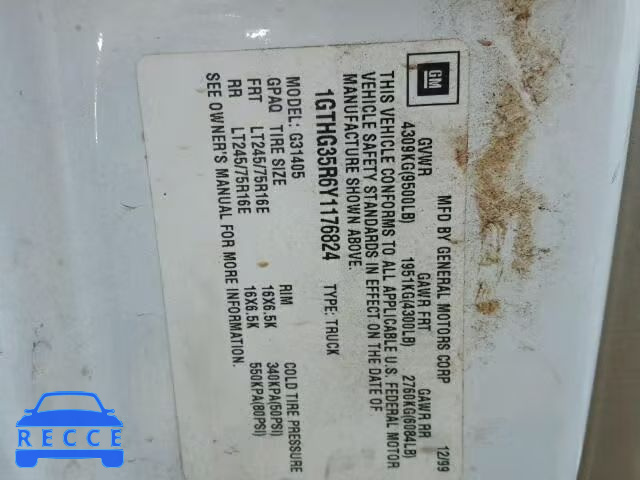 GM
MFD BY GENERAL MOTORS CORP 12/99
GVWR GAWR FRT GAWR RR
4309KG(9500LB) 1951KG(4300LB) 2760KG(6084LB)
THIS VEHICLE CONFORMS TO ALL APPLICABLE U.S. FEDERAL MOTOR
VEHICLE SAFETY STANDARDS IN EFFECT ON THE DATE OF
MANUFACTURE SHOWN ABOVE.
1GTHG35R6Y1176824 TYPE: TRUCK
MODEL: G31405
GPAQ TIRE SIZE RIM COLD TIRE PRESSURE
FRT LT245/75R16E 16X6.5K 340KPA(50PSI)
RR LT245/75R16E 16X6.5K 550KPA(80PSI)
SEE OWNER'S MANUAL FOR MORE INFORMATION.
RECCE